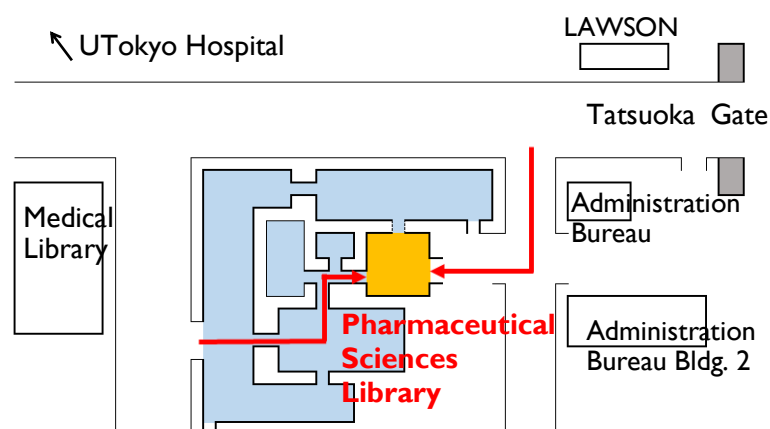 UTokyo Hospital
LAWSON
Tatsuoka Gate
Medical
Library
Administration
Bureau
Pharmaceutical
Sciences
Library
Administration
Bureau Bldg. 2